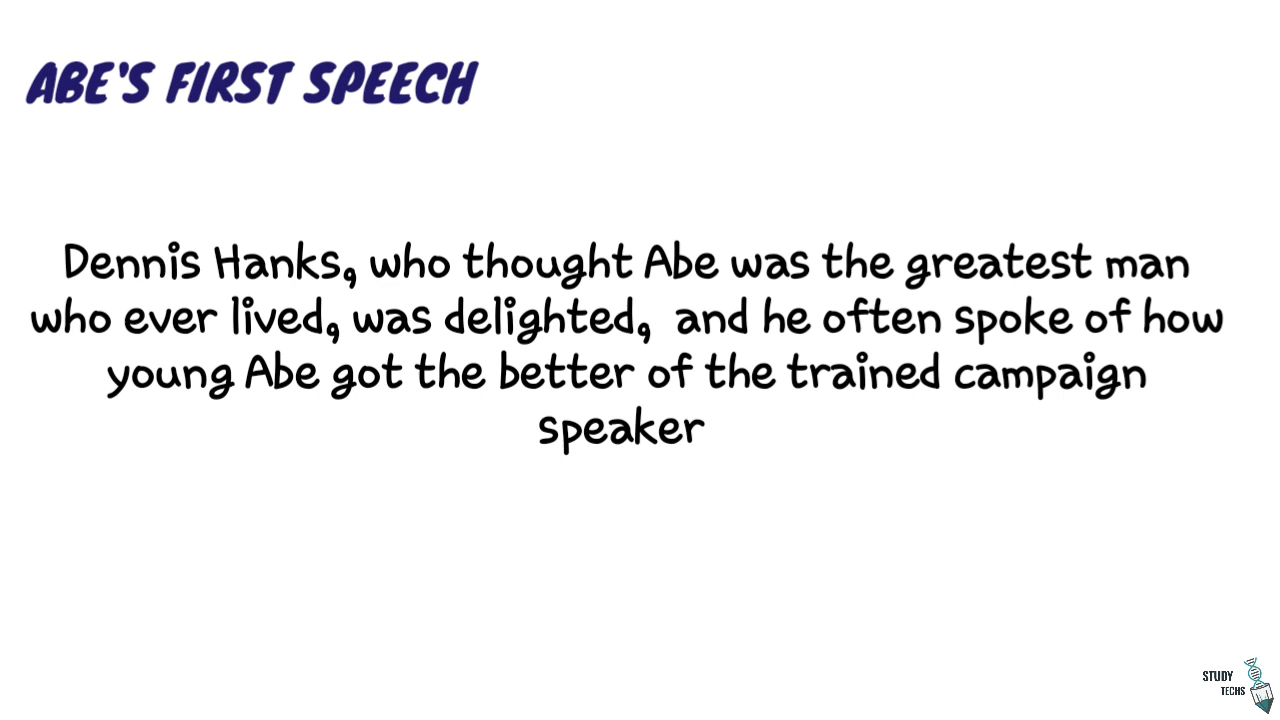 ABE'S FIRST SPEECH
Dennis Hanks, who thought Abe was the greatest man
who ever lived, was delighted, and he often spoke of how
young Abe got the better of the trained campaign
speaker
STUDY
TECHS